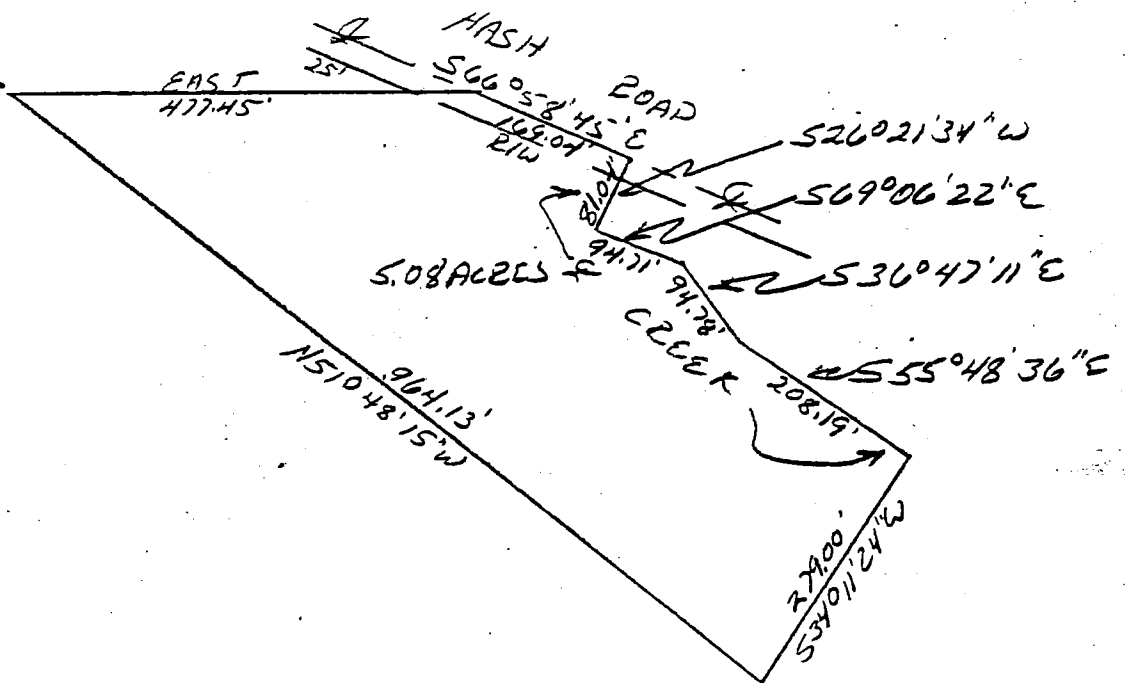 HASH
ROAD
℄
25'
EAST
477.45'
S66°58'45"E
169.04'
R/W
S26°21'34"W
81.04'
℄
S69°06'22"E
94.71'
5.08 ACRES ±
S36°47'11"E
94.78'
CREEK
S55°48'36"E
208.19'
964.13'
N51°48'15"W
279.00'
S34°11'24"W